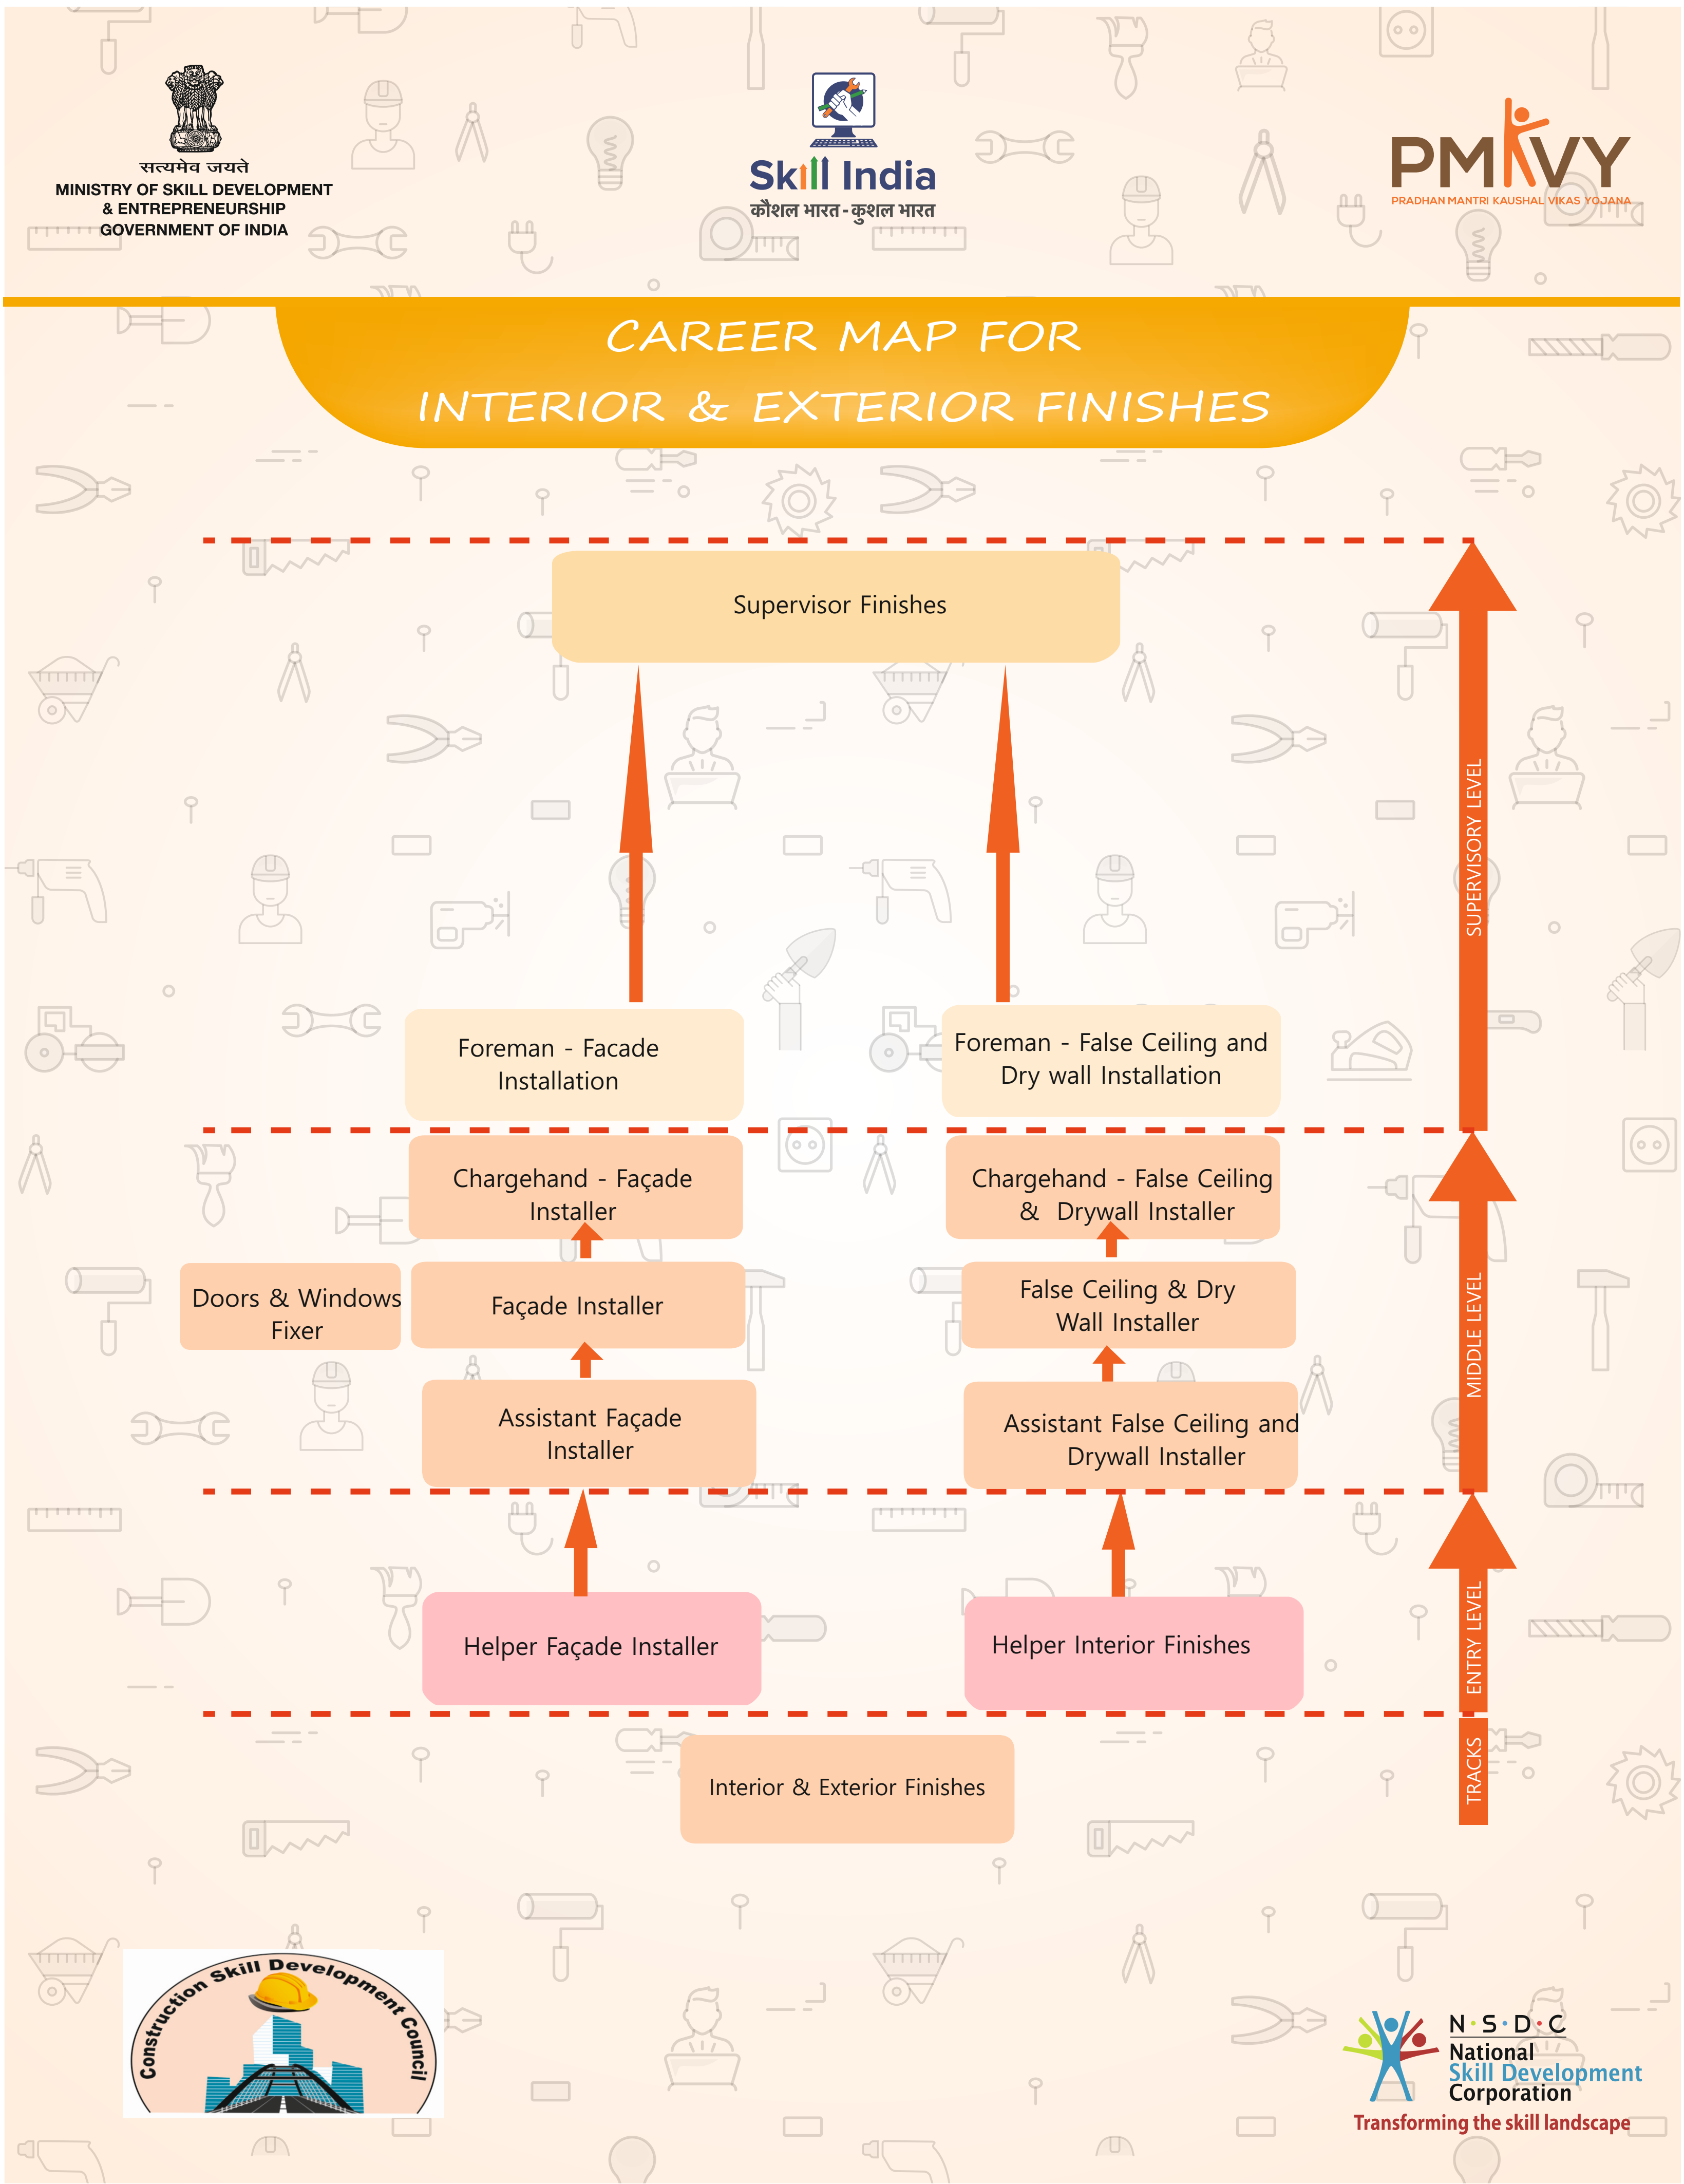 सत्यमेव जयते
MINISTRY OF SKILL DEVELOPMENT
& ENTREPRENEURSHIP
GOVERNMENT OF INDIA
Skill India
कौशल भारत - कुशल भारत
PMKVY
PRADHAN MANTRI KAUSHAL VIKAS YOJANA
CAREER MAP FOR
INTERIOR & EXTERIOR FINISHES
Supervisor Finishes
SUPERVISORY LEVEL
Foreman - Facade
Installation
Foreman - False Ceiling and
Dry wall Installation
Chargehand - Façade
Installer
Chargehand - False Ceiling
& Drywall Installer
Doors & Windows
Fixer
Façade Installer
False Ceiling & Dry
Wall Installer
MIDDLE LEVEL
Assistant Façade
Installer
Assistant False Ceiling and
Drywall Installer
Helper Façade Installer
Helper Interior Finishes
ENTRY LEVEL
Interior & Exterior Finishes
TRACKS
Construction Skill Development Council
N·S·D·C
National
Skill Development
Corporation
Transforming the skill landscape